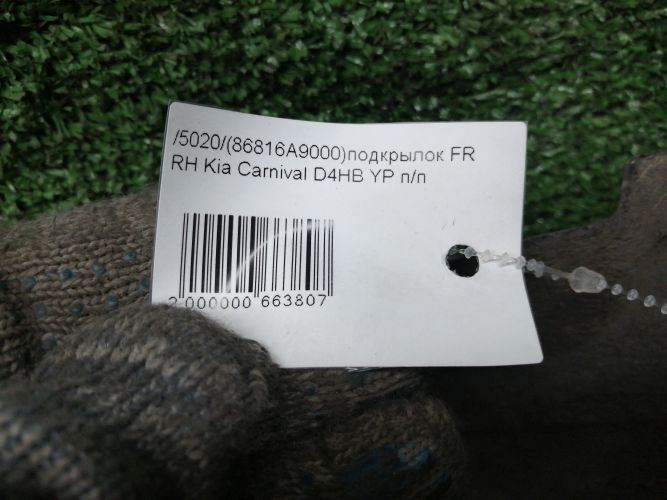 /5020/(86816A9000)подкрылок FR
RH Kia Carnival D4HB YP п/п
2 000000 663807